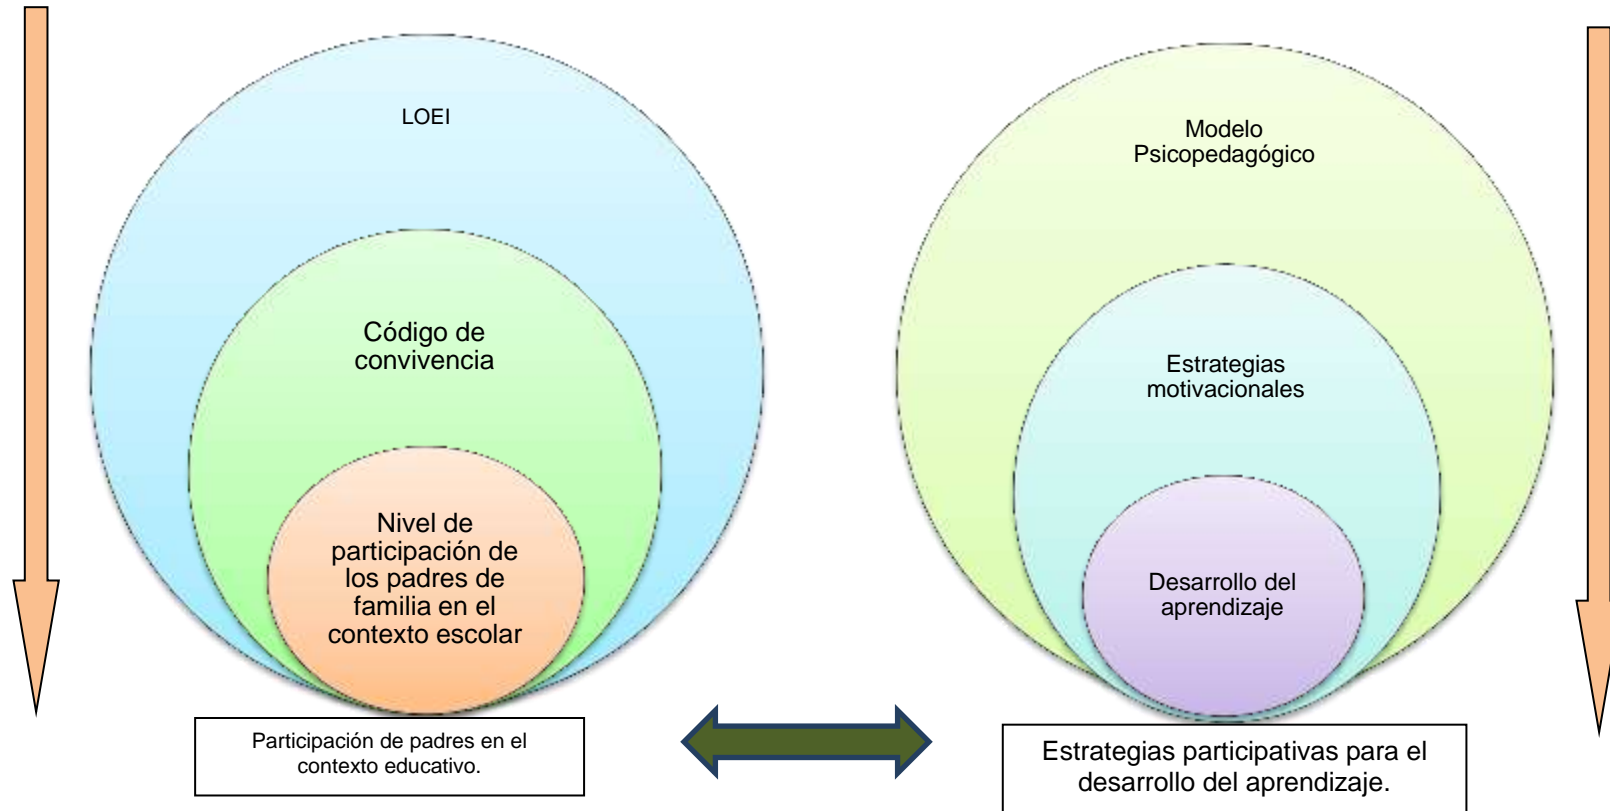 LOEI
Código de
convivencia
Nivel de
participación de
los padres de
familia en el
contexto escolar
Participación de padres en el
contexto educativo.
Modelo
Psicopedagógico
Estrategias
motivacionales
Desarrollo del
aprendizaje
Estrategias participativas para el
desarrollo del aprendizaje.